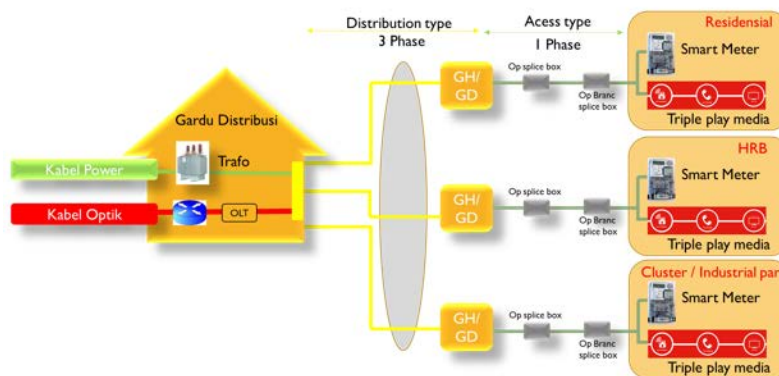 Distribution type
3 Phase
Acess type
1 Phase
Residensial
Smart Meter
Triple play media
GH/
GD
Op splice box
Op Branc
splice box
Gardu Distribusi
Trafo
Kabel Power
Kabel Optik
OLT
HRB
Smart Meter
Triple play media
GH/
GD
Op splice box
Op Branc
splice box
Cluster / Industrial par
Smart Meter
Triple play media
GH/
GD
Op splice box
Op Branc
splice box